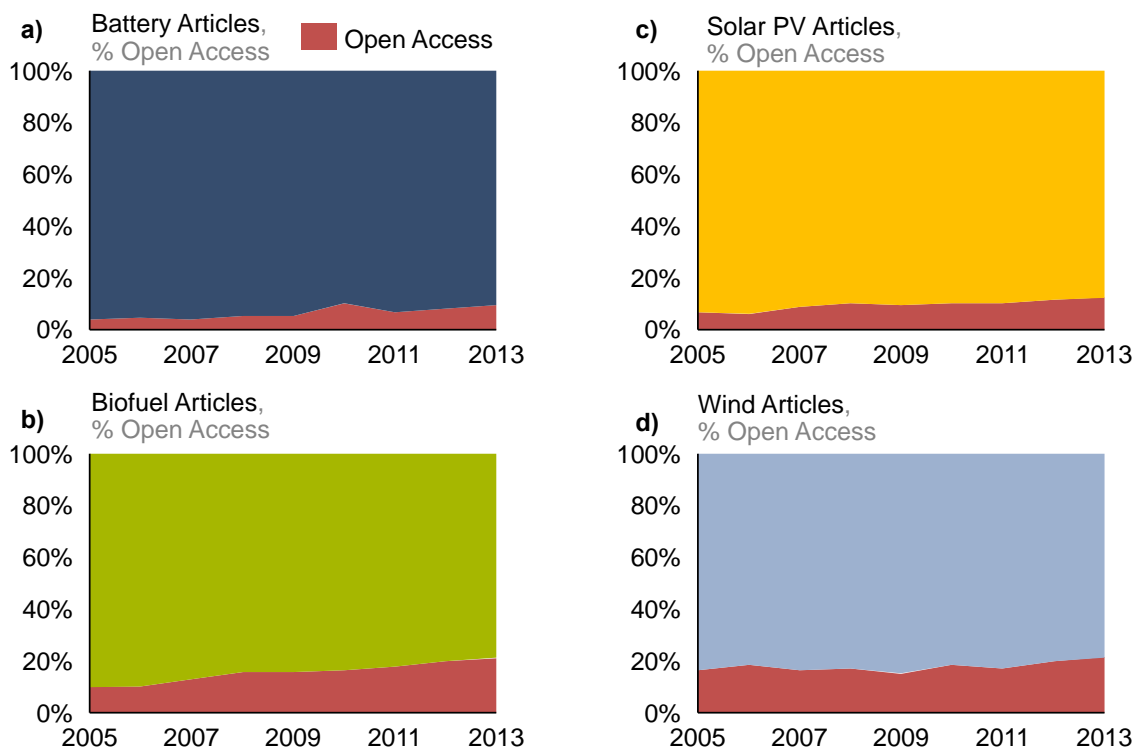 a) Battery Articles,
% Open Access
Open Access
100%
80%
60%
40%
20%
0%
2005 2007 2009 2011 2013
b) Biofuel Articles,
% Open Access
100%
80%
60%
40%
20%
0%
2005 2007 2009 2011 2013
c) Solar PV Articles,
% Open Access
100%
80%
60%
40%
20%
0%
2005 2007 2009 2011 2013
d) Wind Articles,
% Open Access
100%
80%
60%
40%
20%
0%
2005 2007 2009 2011 2013